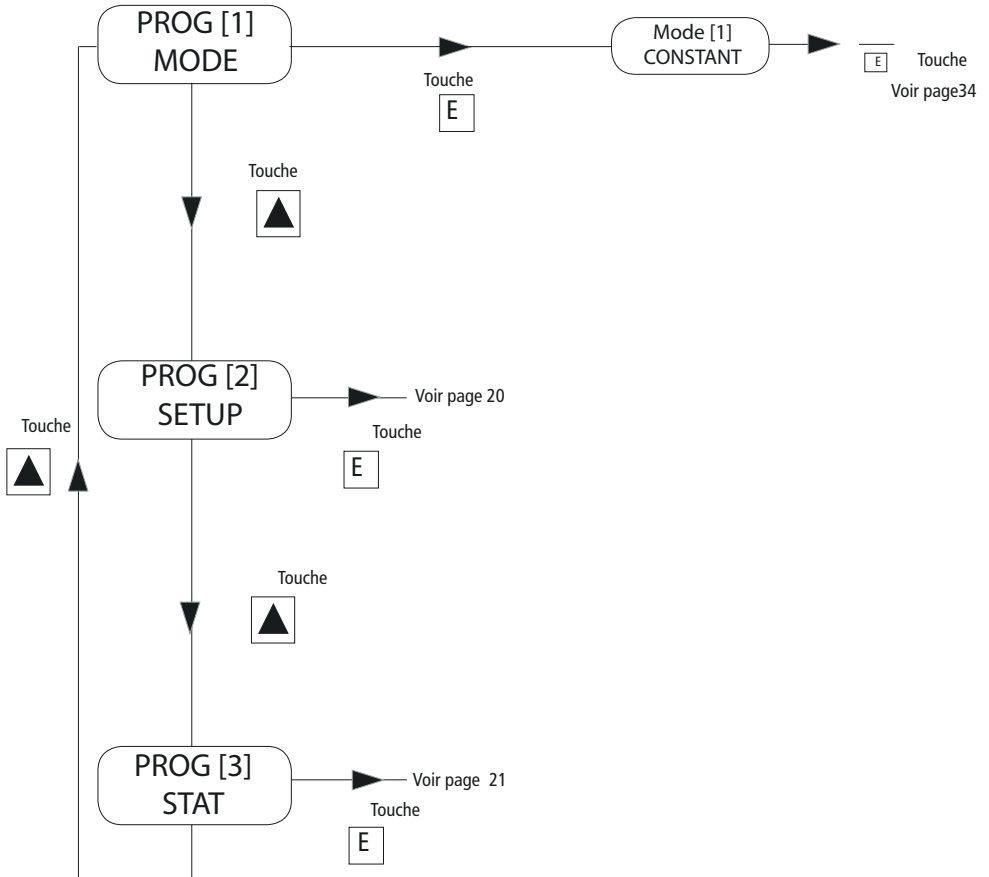 PROG [1]
MODE
Mode [1]
CONSTANT
E
Touche
Voir page34
Touche
E
Touche
PROG [2]
SETUP
Voir page 20
Touche
E
Touche
Touche
PROG [3]
STAT
Voir page 21
Touche
E